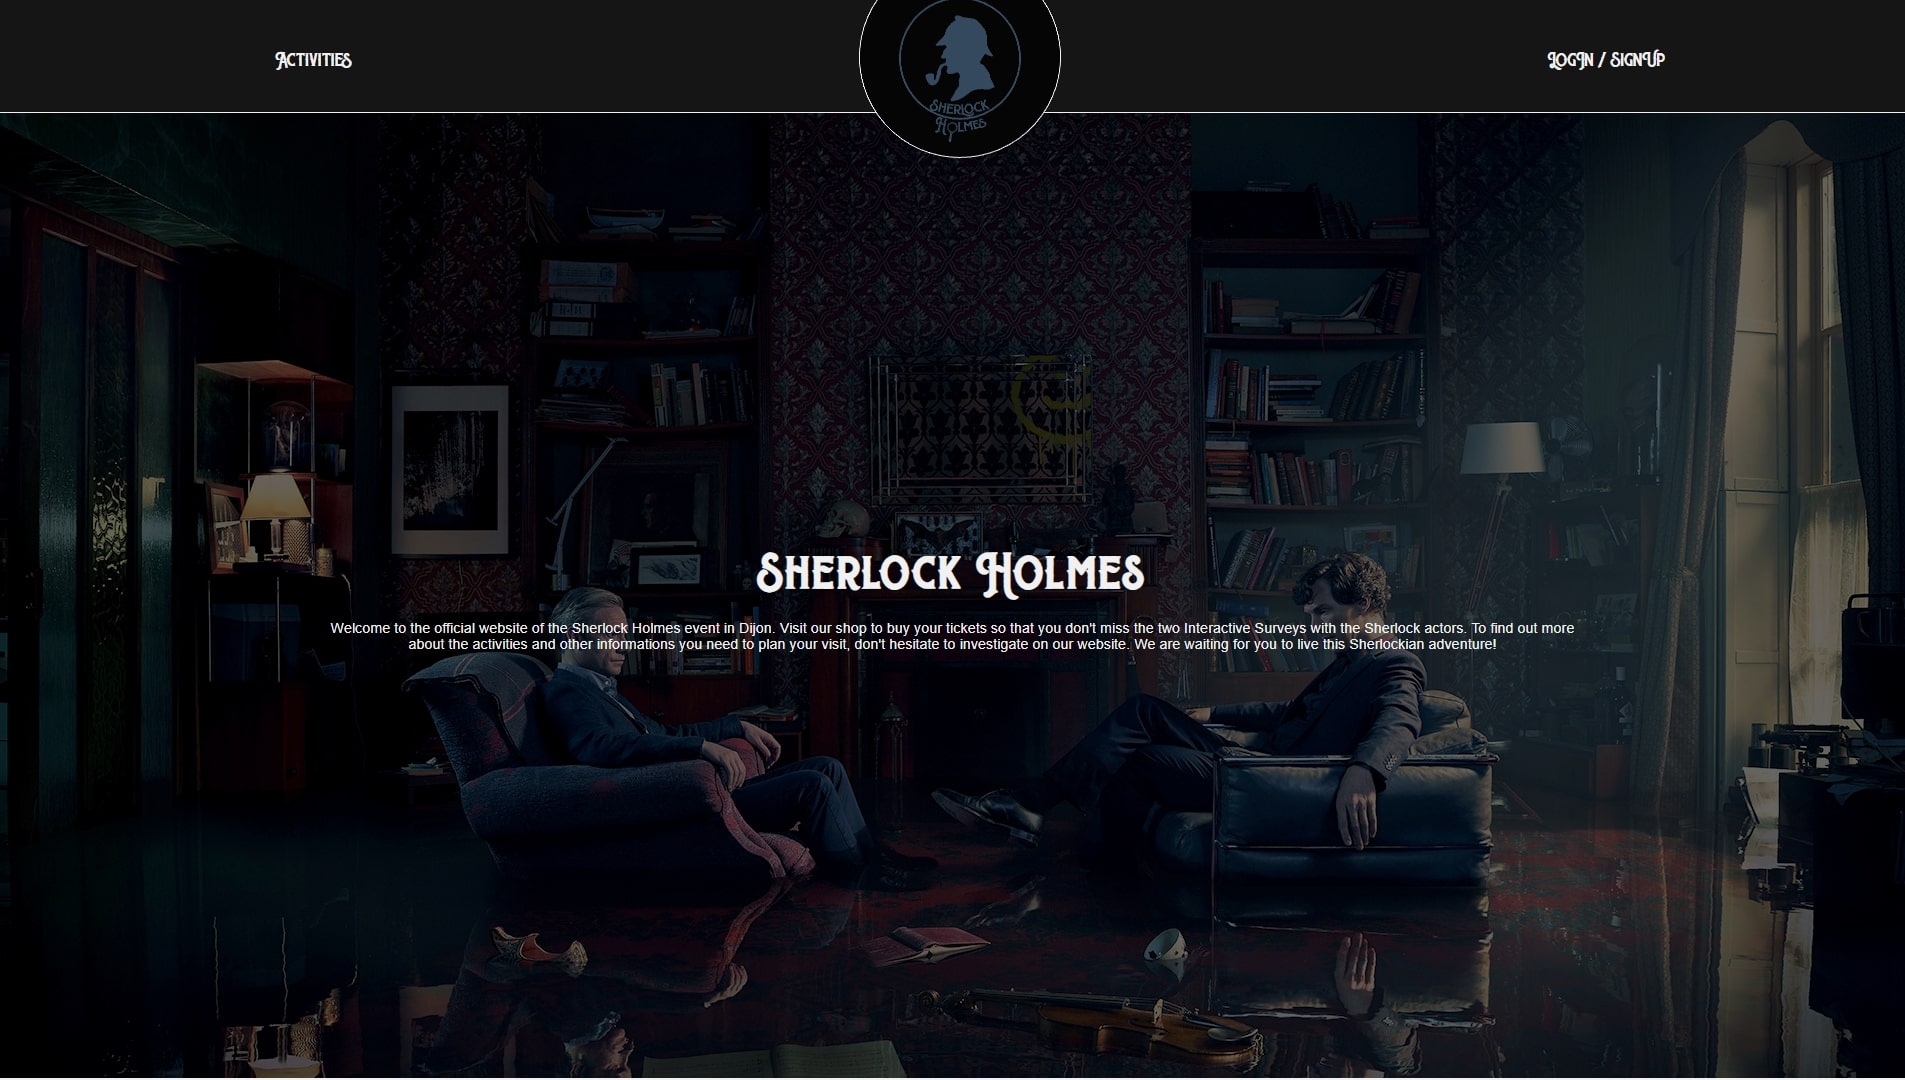 Activities
Sherlock
Holmes
LogIn / SignUp
Sherlock Holmes
Welcome to the official website of the Sherlock Holmes event in Dijon. Visit our shop to buy your tickets so that you don't miss the two Interactive Surveys with the Sherlock actors. To find out more
about the activities and other informations you need to plan your visit, don't hesitate to investigate on our website. We are waiting for you to live this Sherlockian adventure!